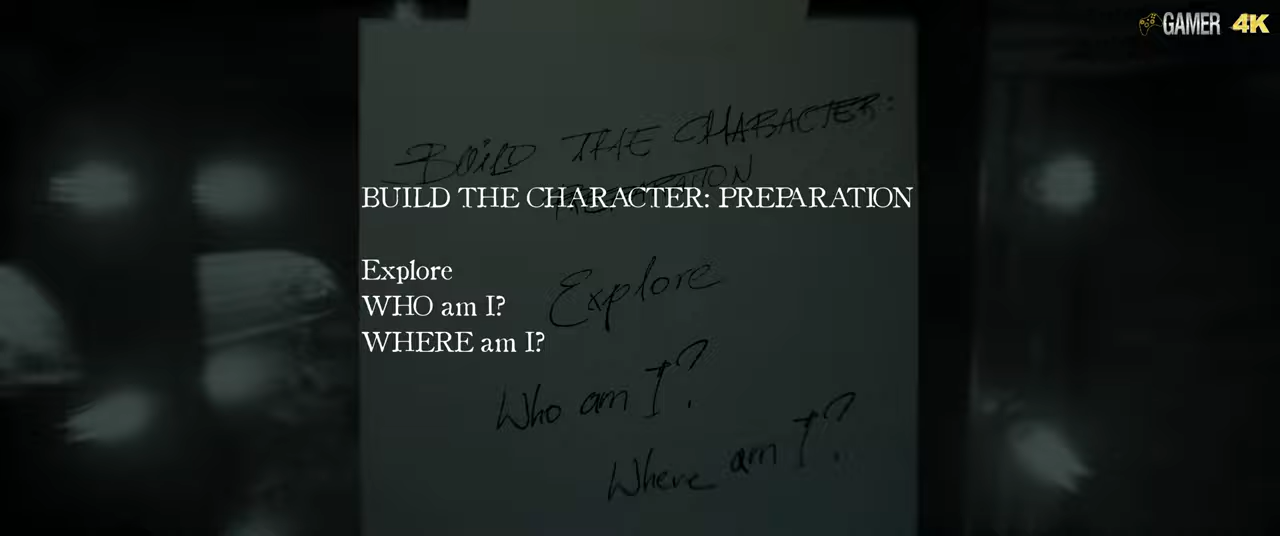 GAMER 4K
BUILD THE CHARACTER:
PREPARATION
BUILD THE CHARACTER: PREPARATION
Explore
WHO am I?
WHERE am I?
Explore
Who am I?
Where am I?